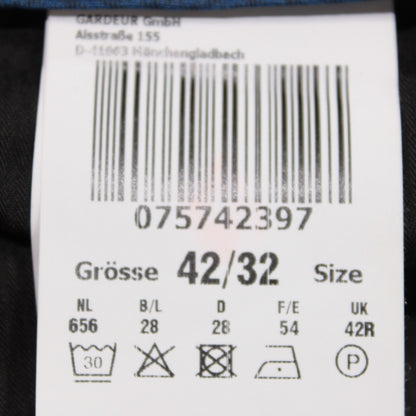 GARDEUR GmbH
Alsstraße 155
D-41063 Mönchengladbach
075742397
Grösse 42/32 Size
NL B/L D F/E UK
656 28 28 54 42R
30 P